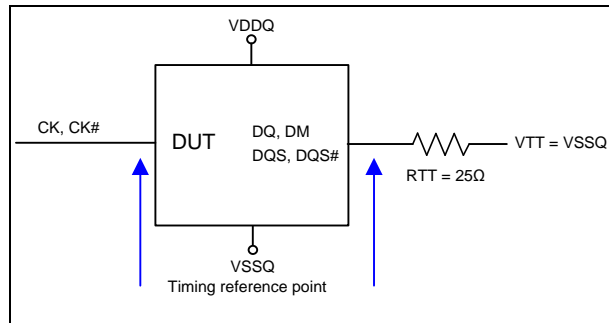 VDDQ
CK, CK#
DUT
DQ, DM
DQS, DQS#
VTT = VSSQ
RTT = 25Ω
VSSQ
Timing reference point